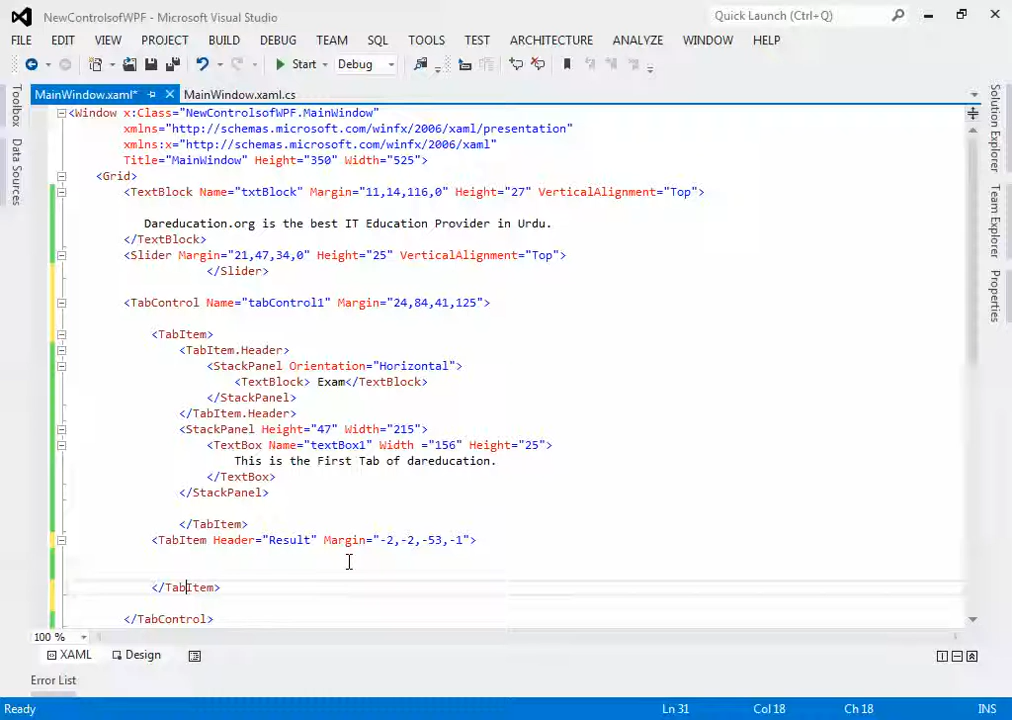 NewControlsofWPF - Microsoft Visual Studio
Quick Launch (Ctrl+Q)
FILE EDIT VIEW PROJECT BUILD DEBUG TEAM SQL TOOLS TEST ARCHITECTURE ANALYZE WINDOW HELP
Start Debug
MainWindow.xaml* MainWindow.xaml.cs
Toolbox
Data Sources
Solution Explorer
Team Explorer
Properties
<Window x:Class="NewControlsofWPF.MainWindow"
xmlns="http://schemas.microsoft.com/winfx/2006/xaml/presentation"
xmlns:x="http://schemas.microsoft.com/winfx/2006/xaml"
Title="MainWindow" Height="350" Width="525">
<Grid>
<TextBlock Name="txtBlock" Margin="11,14,116,0" Height="27" VerticalAlignment="Top">
Dareducation.org is the best IT Education Provider in Urdu.
</TextBlock>
<Slider Margin="21,47,34,0" Height="25" VerticalAlignment="Top">
</Slider>
<TabControl Name="tabControl1" Margin="24,84,41,125">
<TabItem>
<TabItem.Header>
<StackPanel Orientation="Horizontal">
<TextBlock> Exam</TextBlock>
</StackPanel>
</TabItem.Header>
<StackPanel Height="47" Width="215">
<TextBox Name="textBox1" Width ="156" Height="25">
This is the First Tab of dareducation.
</TextBox>
</StackPanel>
</TabItem>
<TabItem Header="Result" Margin="-2,-2,-53,-1">
</TabItem>
</TabControl>
100 %
XAML Design
Error List
Ready Ln 31 Col 18 Ch 18 INS